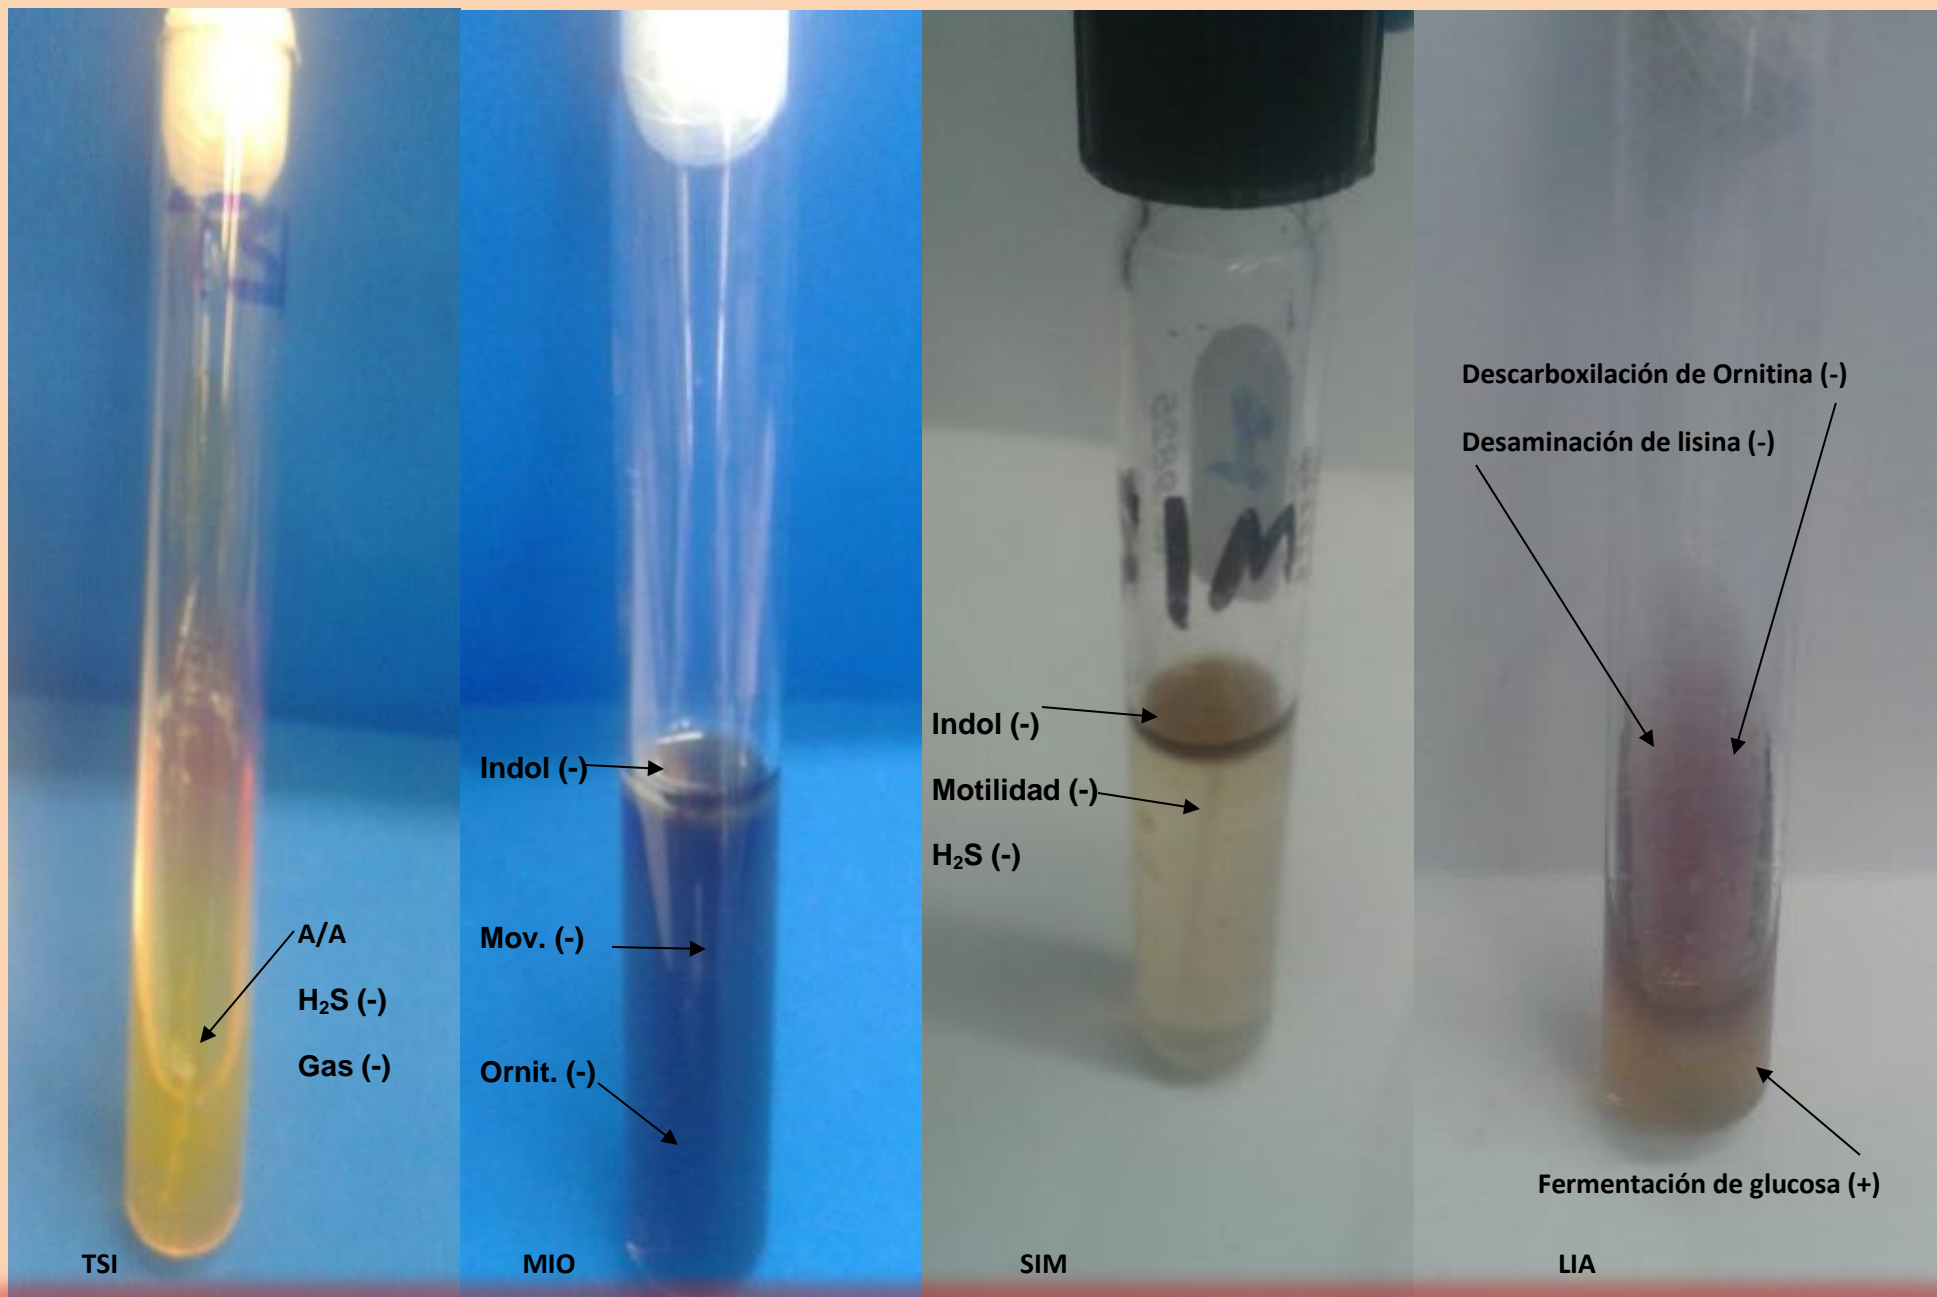 A/A
H₂S (-)
Gas (-)
TSI
Indol (-)
Mov. (-)
Ornit. (-)
MIO
IM
Indol (-)
Motilidad (-)
H₂S (-)
SIM
Descarboxilación de Ornitina (-)
Desaminación de lisina (-)
Fermentación de glucosa (+)
LIA